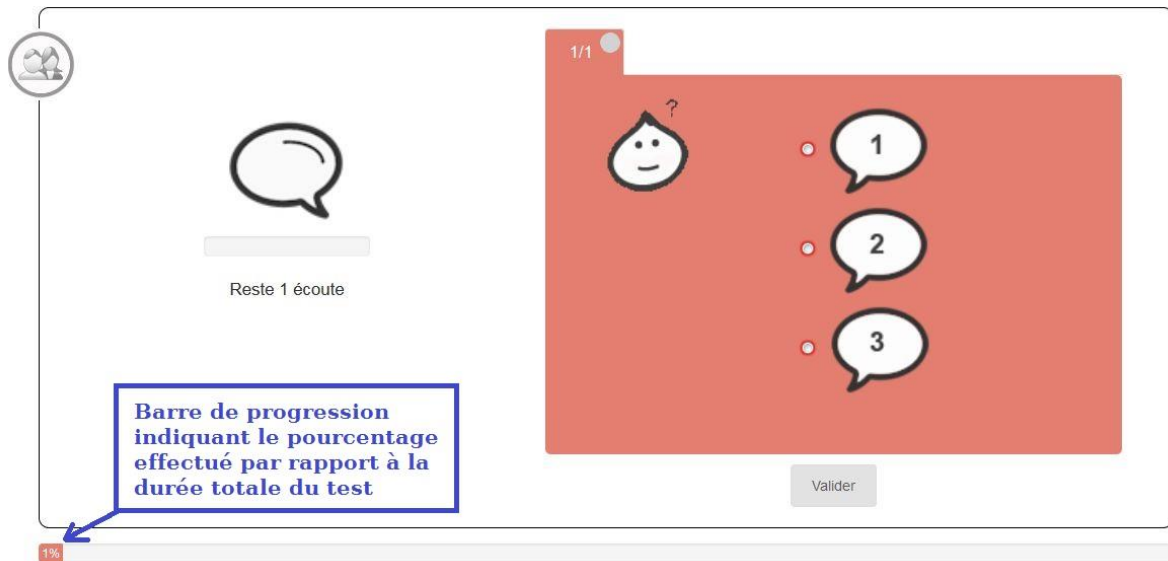 1/1
?
1
2
3
Reste 1 écoute
Barre de progression
indiquant le pourcentage
effectué par rapport à la
durée totale du test
Valider
1%